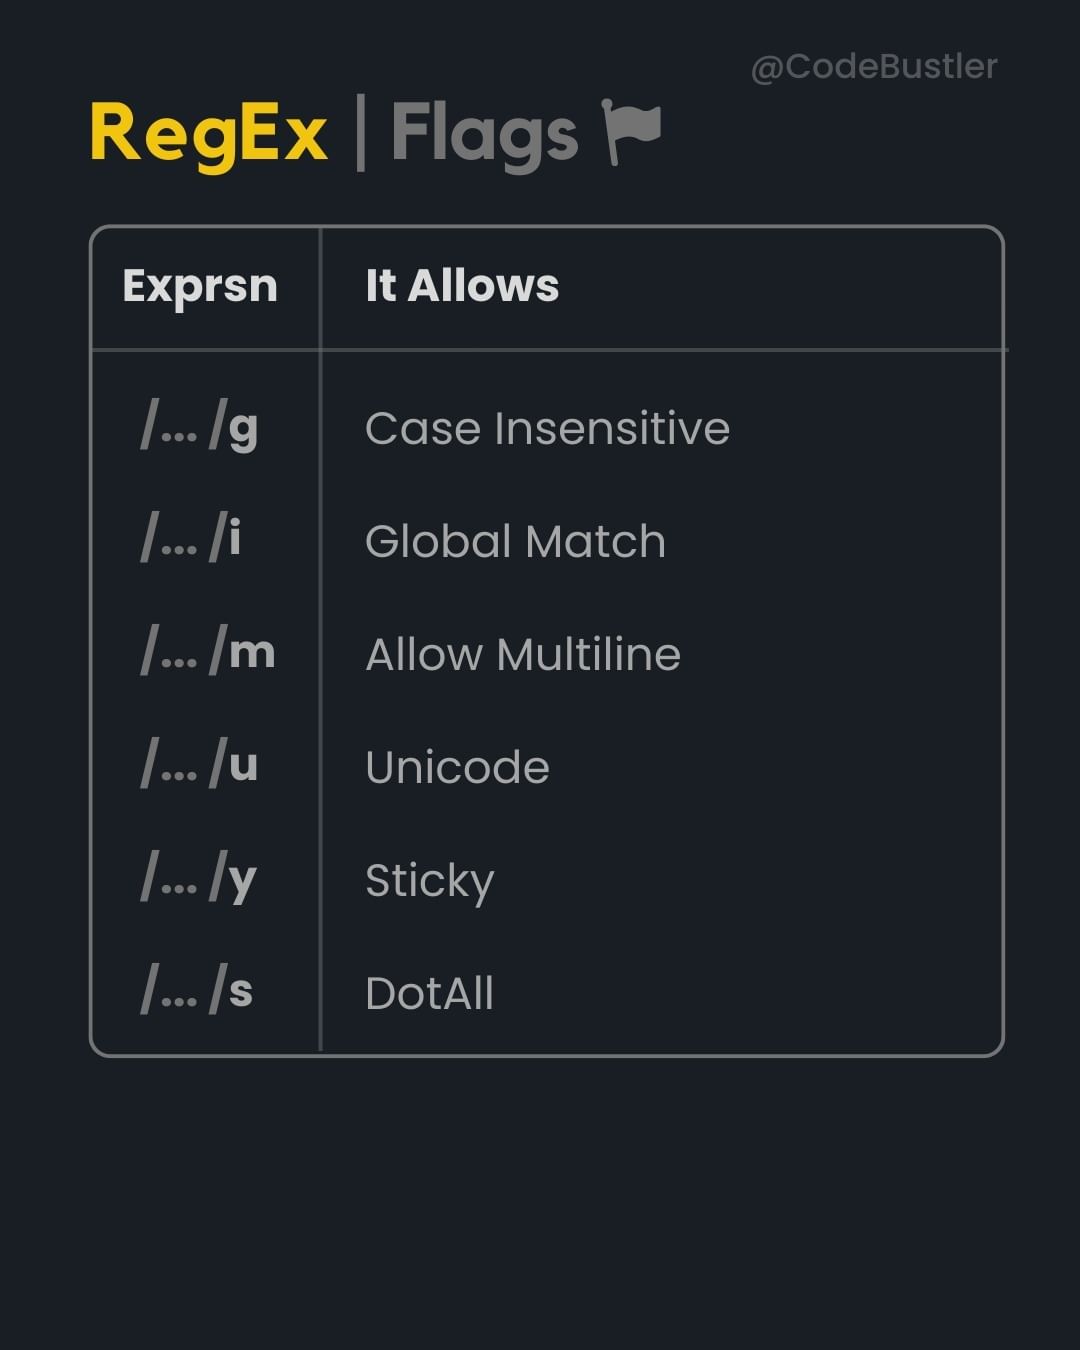 @CodeBustler
RegEx | Flags
Exprsn It Allows
/... /g Case Insensitive
/... /i Global Match
/... /m Allow Multiline
/... /u Unicode
/... /y Sticky
/... /s DotAll